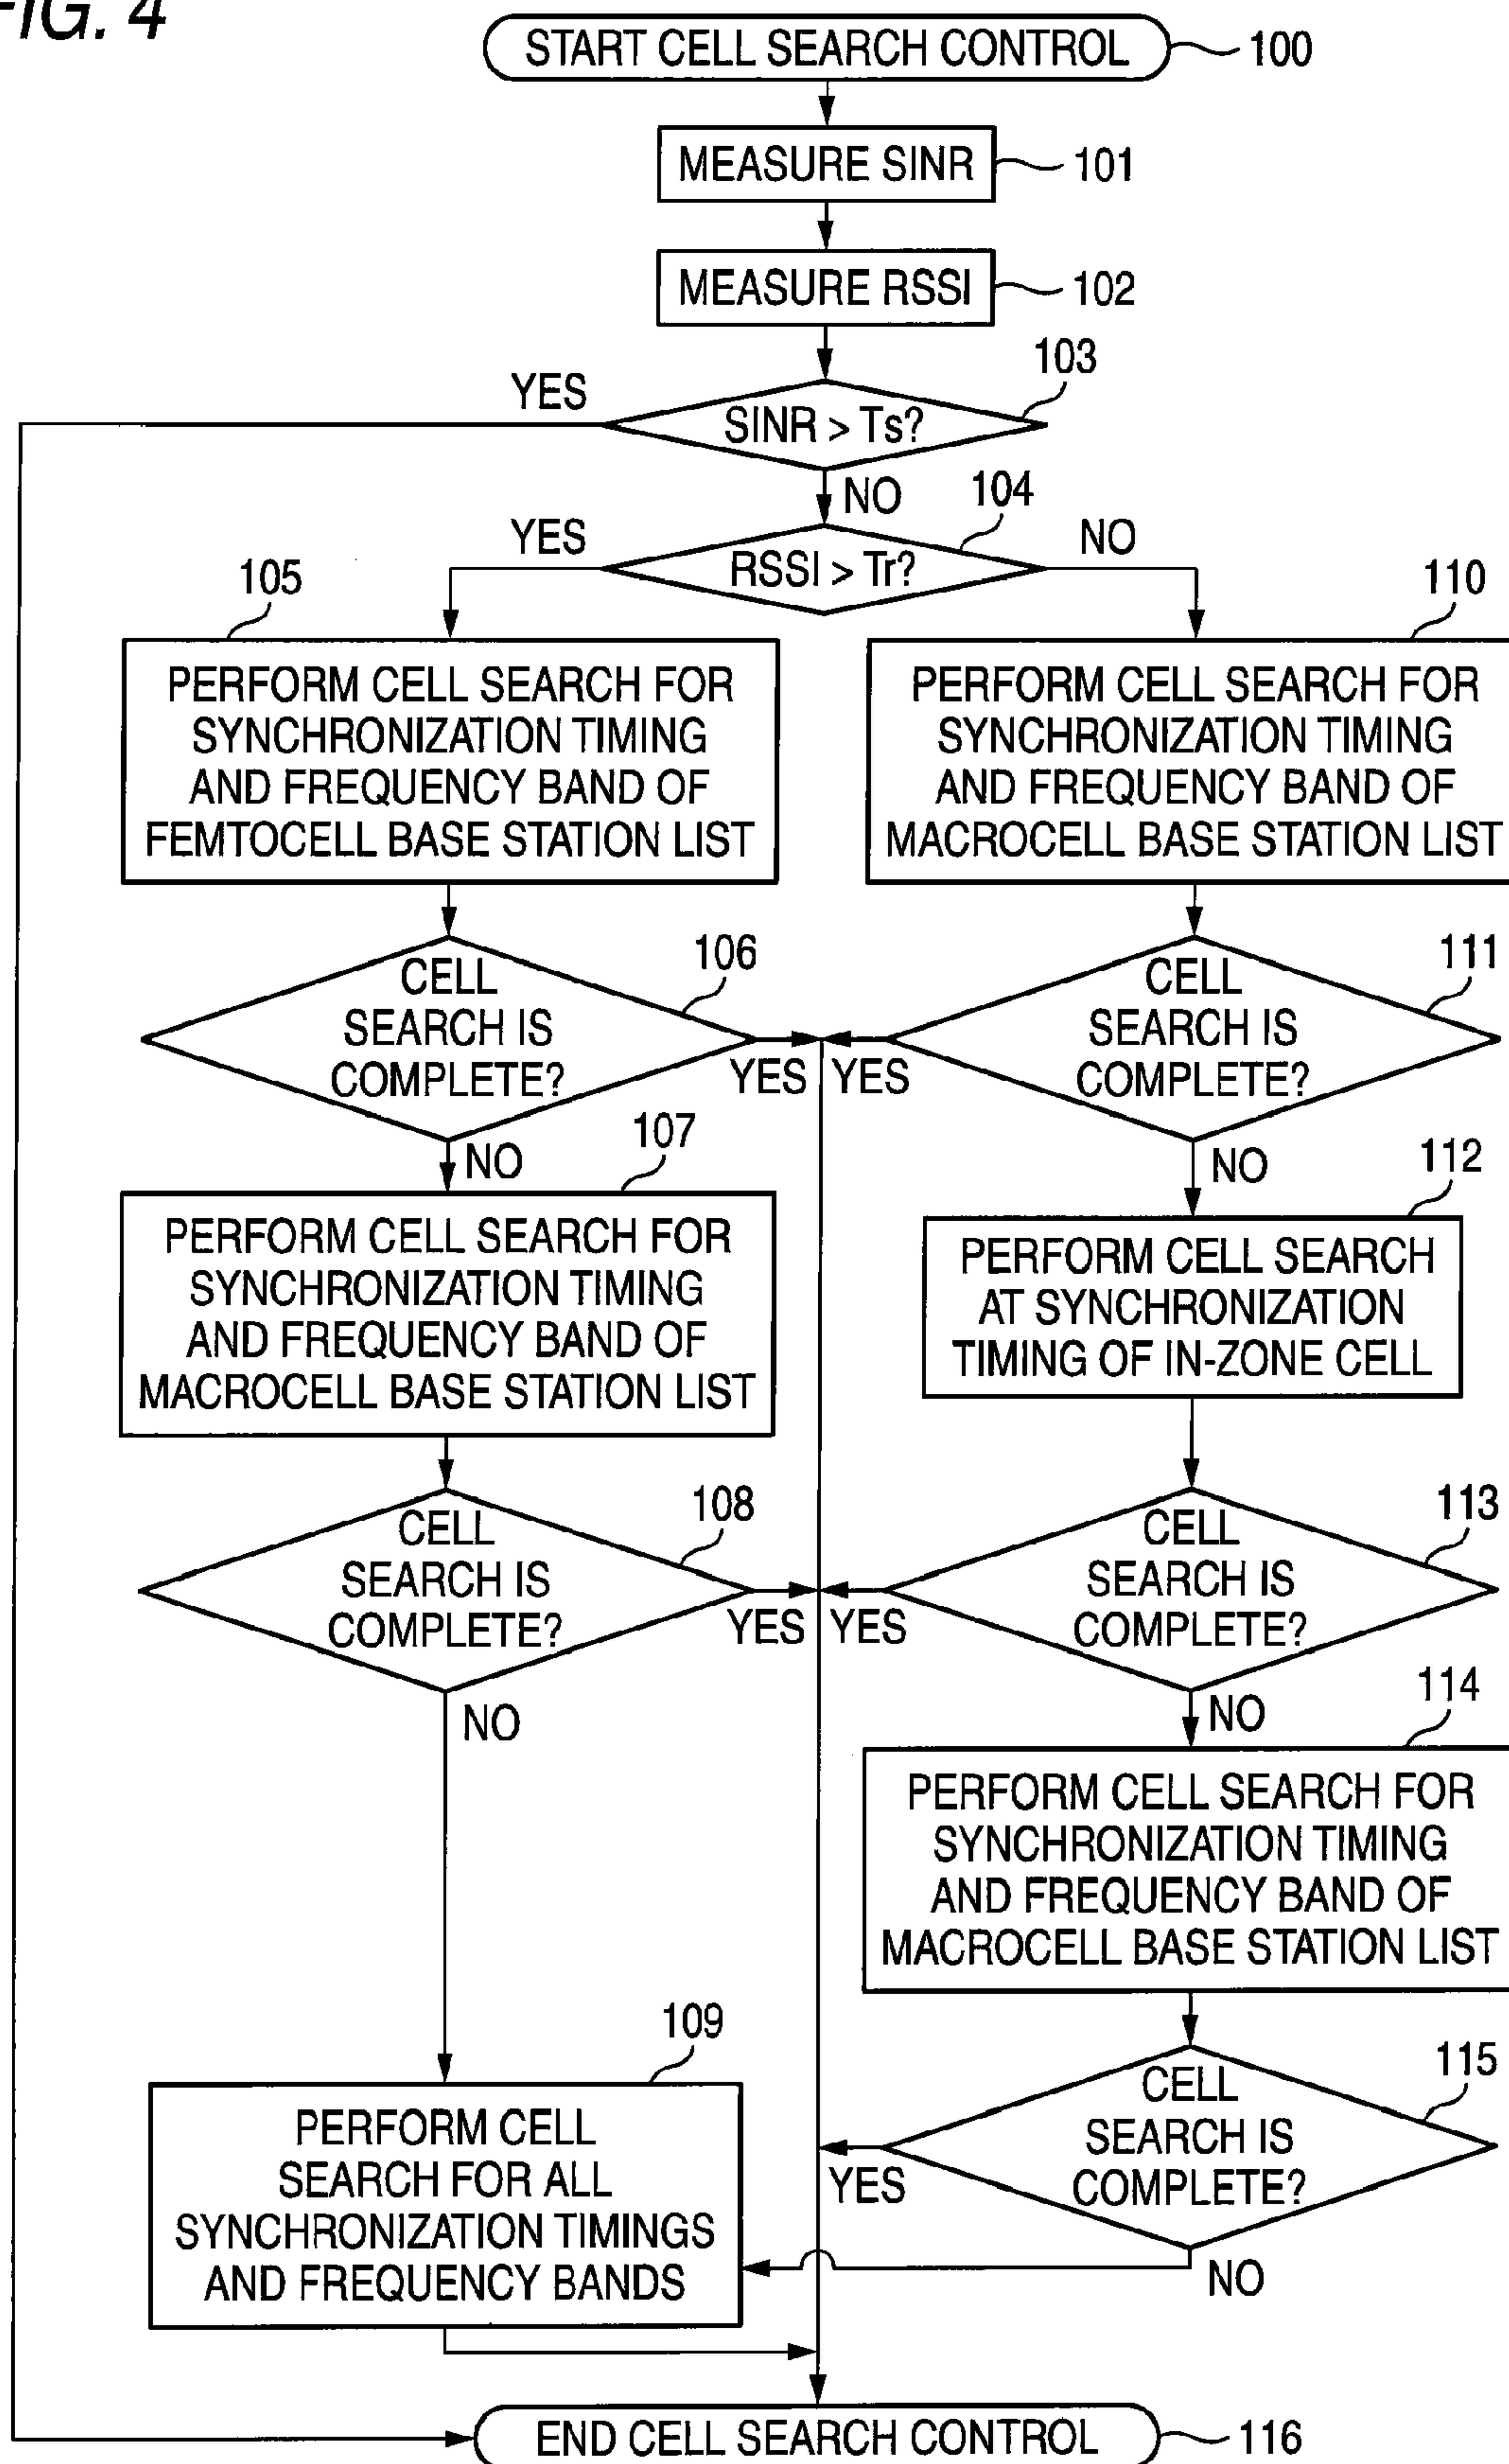 FIG. 4
START CELL SEARCH CONTROL
100
MEASURE SINR
101
MEASURE RSSI
102
103
YES
SINR > Ts?
NO
104
YES
NO
RSSI > Tr?
105
110
PERFORM CELL SEARCH FOR
SYNCHRONIZATION TIMING
AND FREQUENCY BAND OF
FEMTOCELL BASE STATION LIST
PERFORM CELL SEARCH FOR
SYNCHRONIZATION TIMING
AND FREQUENCY BAND OF
MACROCELL BASE STATION LIST
106
CELL
SEARCH IS
COMPLETE?
YES
111
CELL
SEARCH IS
COMPLETE?
YES
NO
107
NO
112
PERFORM CELL SEARCH FOR
SYNCHRONIZATION TIMING
AND FREQUENCY BAND OF
MACROCELL BASE STATION LIST
PERFORM CELL SEARCH
AT SYNCHRONIZATION
TIMING OF IN-ZONE CELL
108
CELL
SEARCH IS
COMPLETE?
YES
113
CELL
SEARCH IS
COMPLETE?
YES
NO
NO
114
PERFORM CELL SEARCH FOR
SYNCHRONIZATION TIMING
AND FREQUENCY BAND OF
MACROCELL BASE STATION LIST
109
PERFORM CELL
SEARCH FOR ALL
SYNCHRONIZATION TIMINGS
AND FREQUENCY BANDS
115
CELL
SEARCH IS
COMPLETE?
YES
NO
END CELL SEARCH CONTROL
116